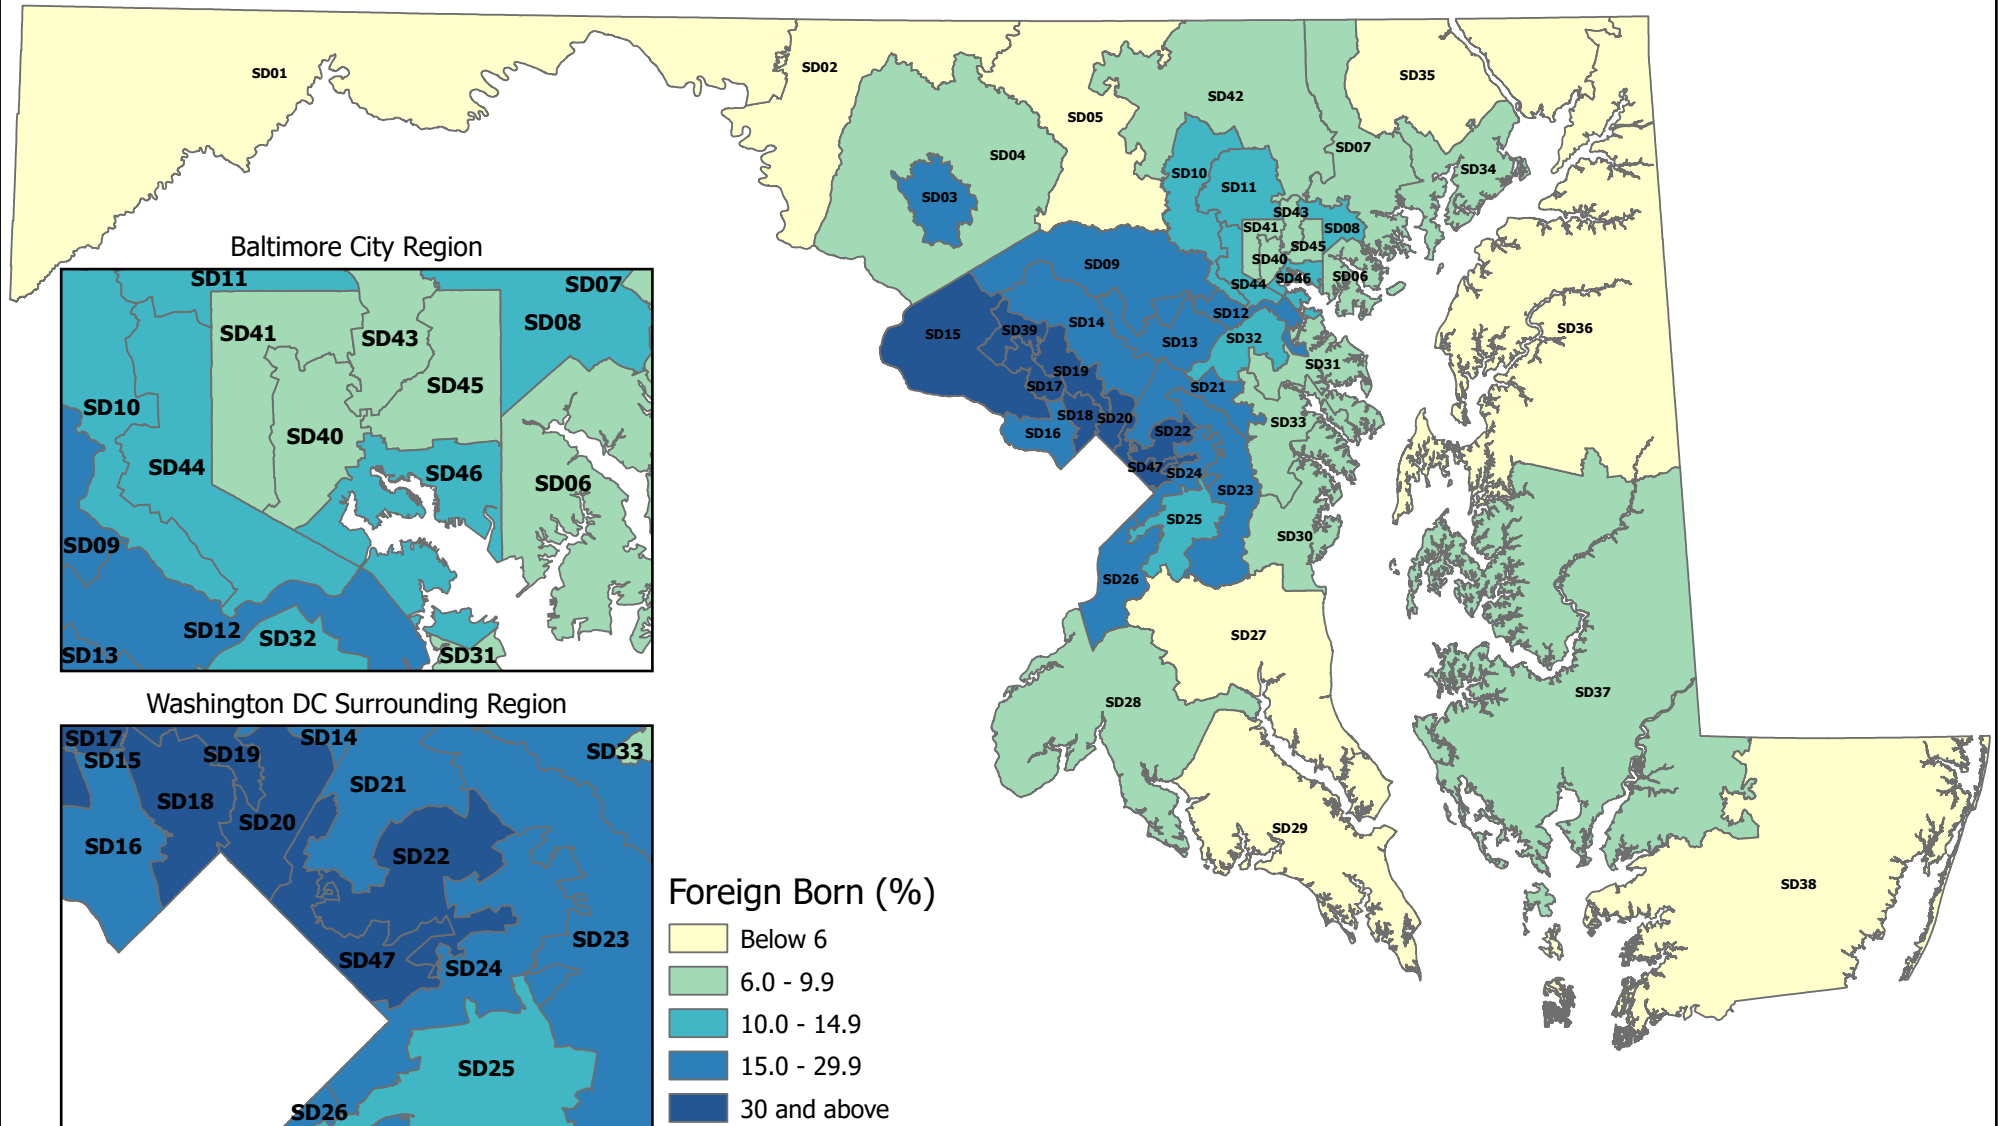 SD01
SD02
SD35
SD42
SD05
SD07
SD04
SD34
SD10
SD11
SD03
SD43
SD41
SD08
SD45
SD40
SD09
SD46
SD06
SD44
SD12
SD15
SD39
SD14
SD36
SD13
SD32
SD31
SD19
SD17
SD21
SD18
SD20
SD33
SD16
SD22
SD47
SD24
SD23
SD25
SD30
SD26
SD27
SD37
SD28
SD29
SD38
Baltimore City Region
SD11
SD07
SD41
SD43
SD08
SD45
SD10
SD40
SD44
SD46
SD06
SD09
SD12
SD32
SD13
SD31
Washington DC Surrounding Region
SD17
SD14
SD15
SD19
SD33
SD21
SD18
SD20
SD16
SD22
SD23
SD47
SD24
SD25
SD26
Foreign Born (%)
Below 6
6.0 - 9.9
10.0 - 14.9
15.0 - 29.9
30 and above